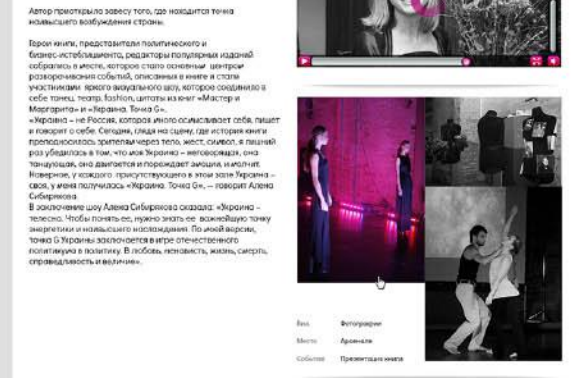 Автор приоткрыла завесу того, где находится точка
наивысшего возбуждения страны.
Герои книги, представители политического и
бизнес-истеблишмента, редакторы популярных изданий
собрались в месте, которое стало основным центром
разворачивания событий, описанных в книге и стали
участниками яркого визуального шоу, которое соединило в
себе танец, театр, fashion, цитаты из книг «Мастер и
Маргарита» и «Украина. Точка G».
«Украина – не Россия, которая много осмысливает себя, пишет
и говорит о себе. Сегодня, глядя на сцену, где история книги
преподносилась зрителям через тело, жест, символ, я лишний
раз убедилась в том, что моя Украина – неговорящая, она
танцующая, она двигается и порождает эмоции, и молчит.
Наверное, у каждого присутствующего в этом зале Украина –
своя, у меня получилась «Украина. Точка G», – говорит Алена
Сибирякова.
В заключение шоу Алена Сибирякова сказала: «Украина –
телесна. Чтобы понять ее, нужно знать ее важнейшую точку
энергетики и наивысшего наслаждения. По моей версии,
точка G Украины заключается в игре отечественного
политикума в политику. В любовь, ненависть, жизнь, смерть,
справедливость и величие».
Вид Фотографии
Место Арсенале
Событие Презентация книги